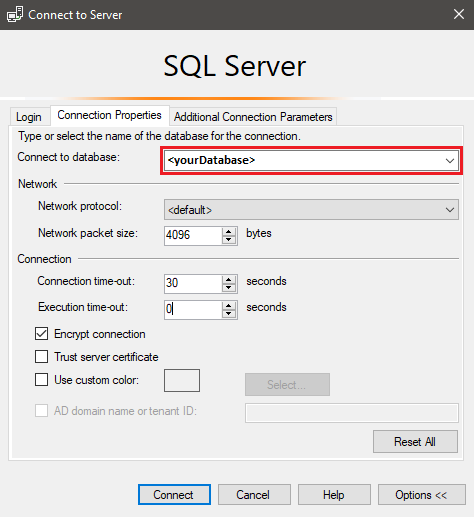 Connect to Server
SQL Server
Login Connection Properties Additional Connection Parameters
Type or select the name of the database for the connection.
Connect to database: <yourDatabase>
Network
Network protocol: <default>
Network packet size: 4096 bytes
Connection
Connection time-out: 30 seconds
Execution time-out: 0 seconds
Encrypt connection
Trust server certificate
Use custom color: Select...
AD domain name or tenant ID:
Reset All
Connect Cancel Help Options <<